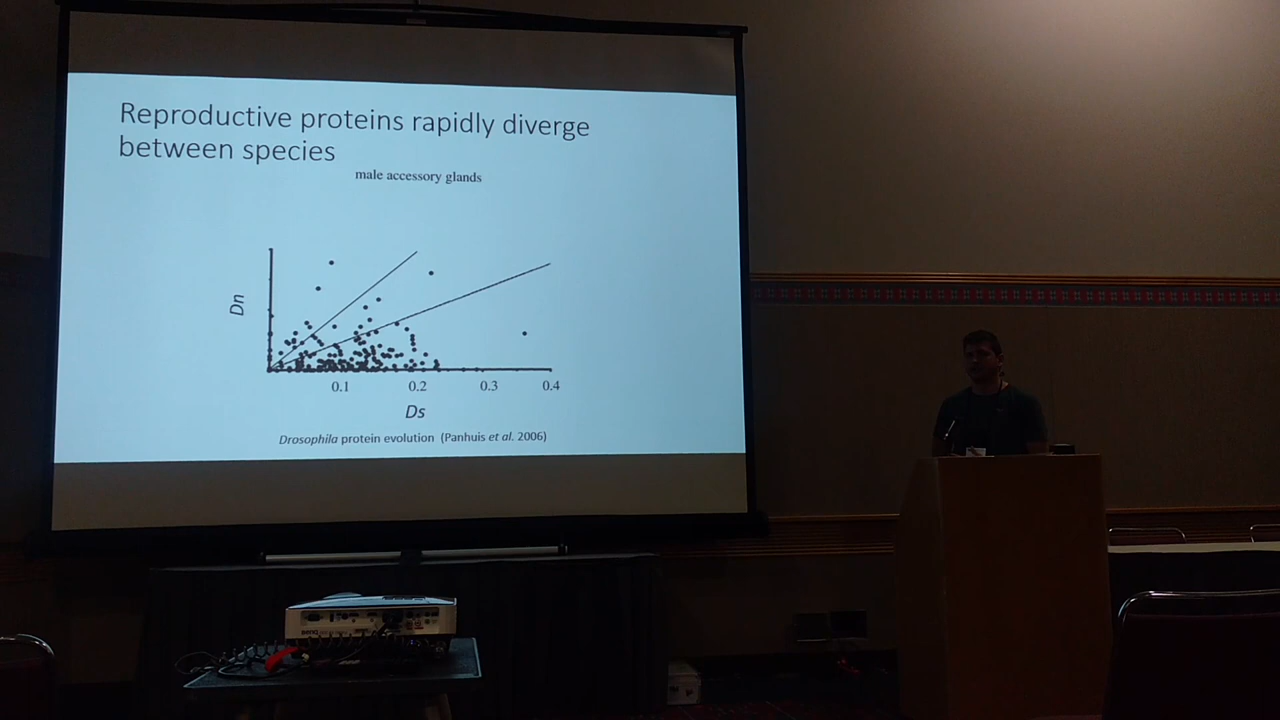 Reproductive proteins rapidly diverge
between species
male accessory glands
Dn
0.1 0.2 0.3 0.4
Ds
Drosophila protein evolution (Panhuis et al. 2006)
BENQ